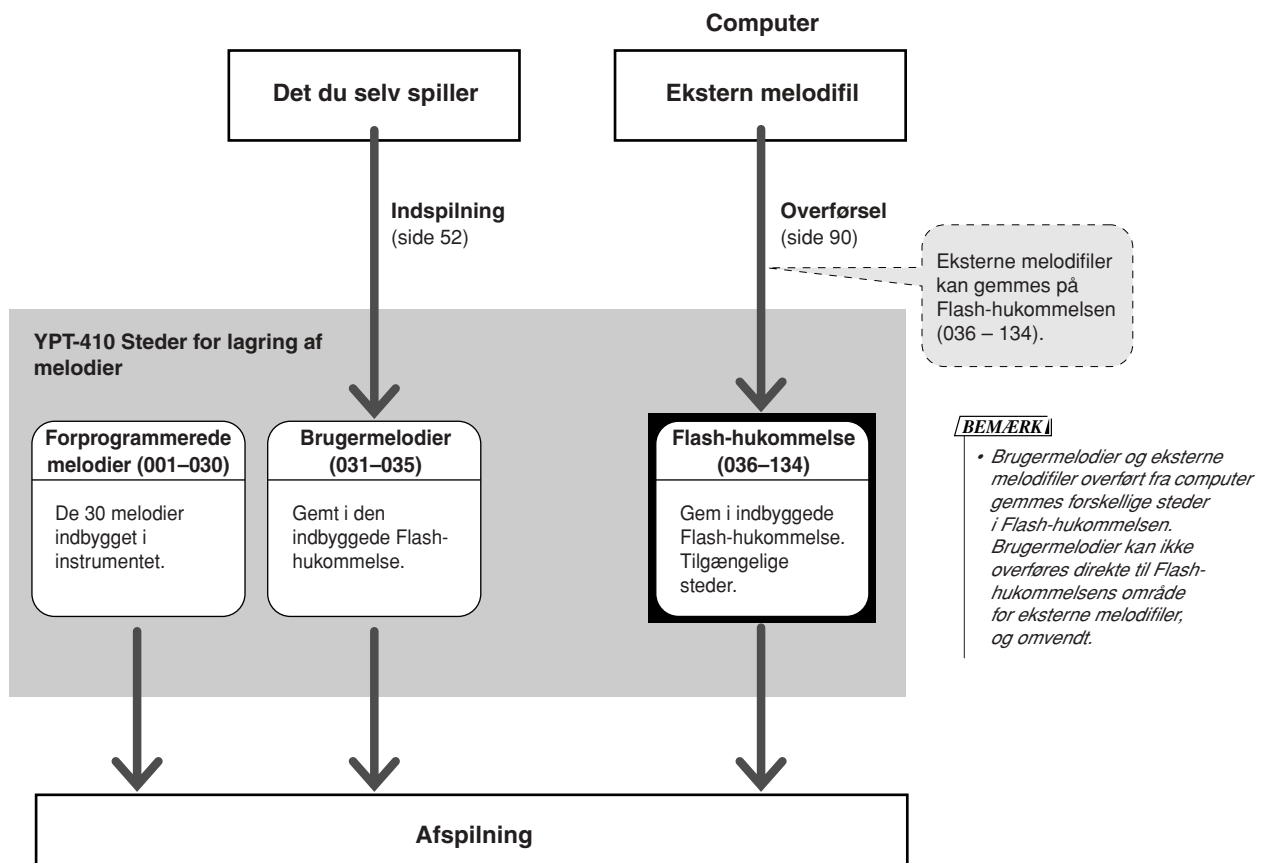 Computer
Det du selv spiller
Ekstern melodifil
Indspilning
(side 52)
Overførsel
(side 90)
Eksterne melodifiler
kan gemmes på
Flash-hukommelsen
(036 – 134).
YPT-410 Steder for lagring af
melodier
Forprogrammerede
melodier (001–030)
De 30 melodier
indbygget i
instrumentet.
Brugermelodier
(031–035)
Gemt i den
indbyggede Flash-
hukommelse.
Flash-hukommelse
(036–134)
Gem i indbyggede
Flash-hukommelse.
Tilgængelige
steder.
BEMÆRK
• Brugermelodier og eksterne
melodifiler overført fra computer
gemmes forskellige steder
i Flash-hukommelsen.
Brugermelodier kan ikke
overføres direkte til Flash-
hukommelsens område
for eksterne melodifiler,
og omvendt.
Afspilning